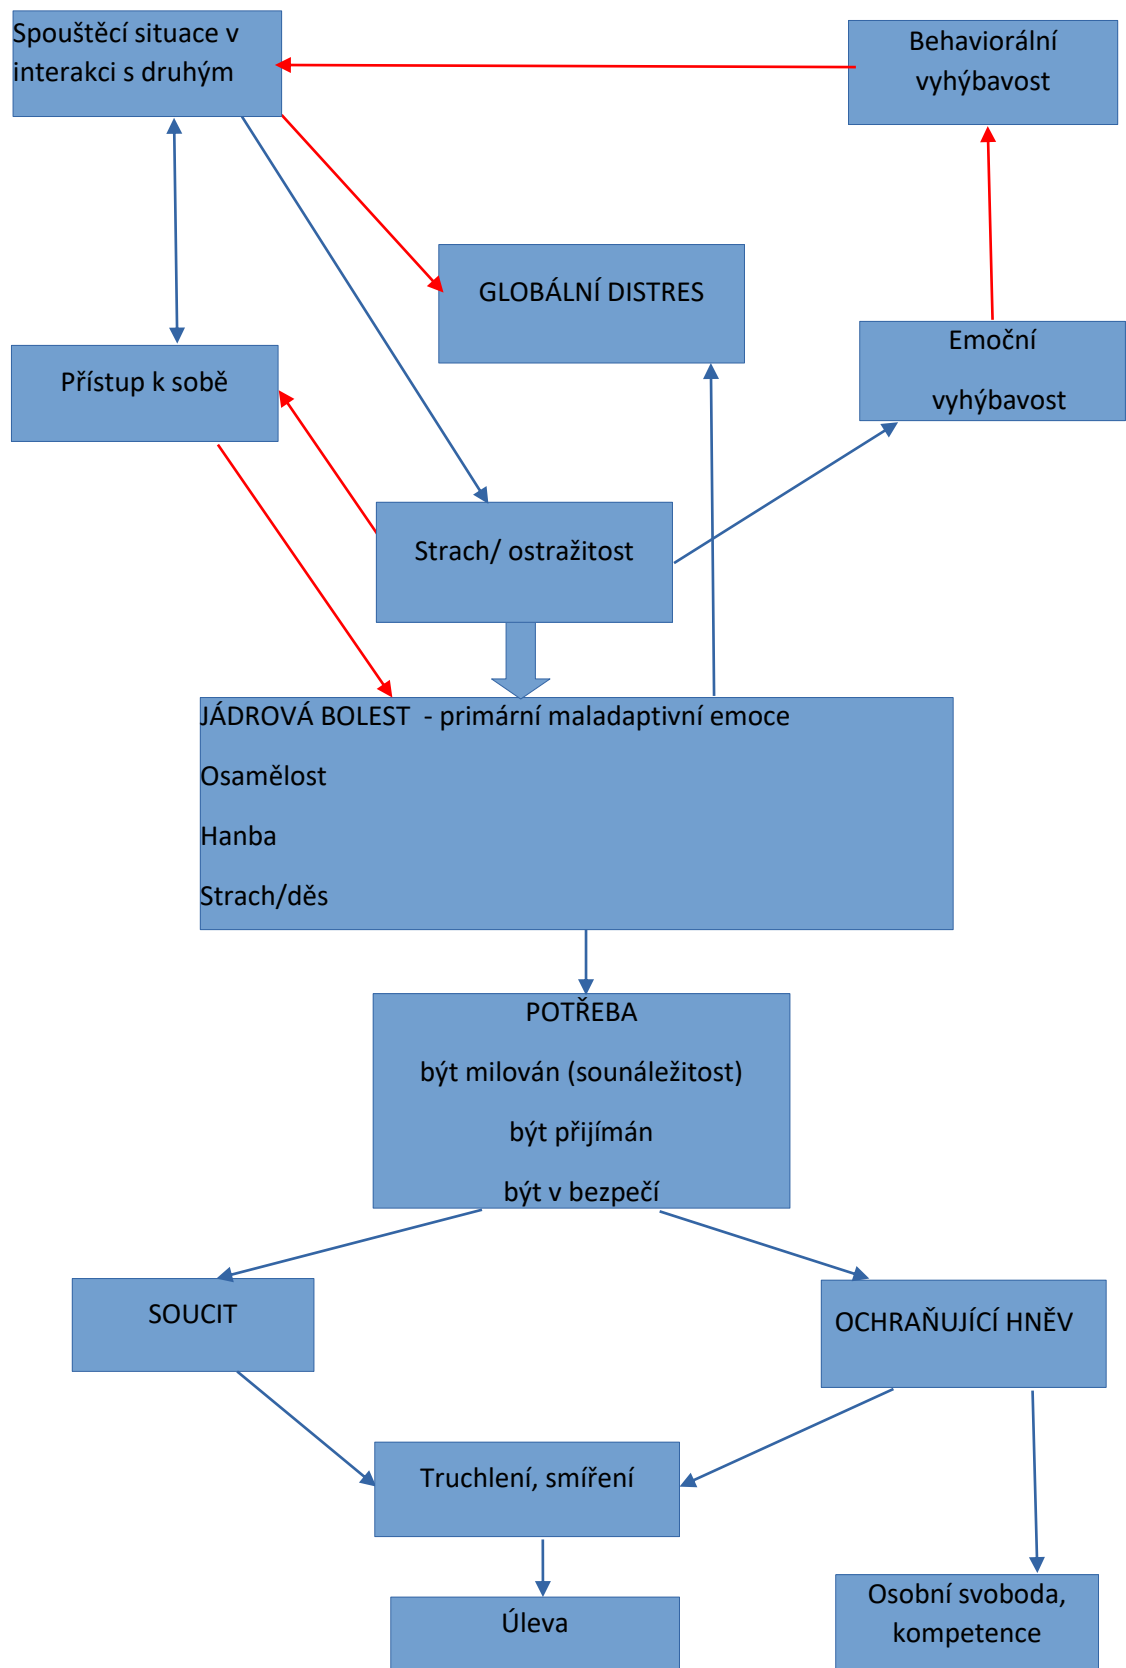 Spouštěcí situace v
interakci s druhým
Behaviorální
vyhýbavost
GLOBÁLNÍ DISTRES
Emoční
vyhýbavost
Přístup k sobě
Strach/ ostražitost
JÁDROVÁ BOLEST - primární maladaptivní emoce
Osamělost
Hanba
Strach/děs
POTŘEBA
být milován (sounáležitost)
být přijímán
být v bezpečí
SOUCIT
OCHRAŇUJÍCÍ HNĚV
Truchlení, smíření
Úleva
Osobní svoboda,
kompetence